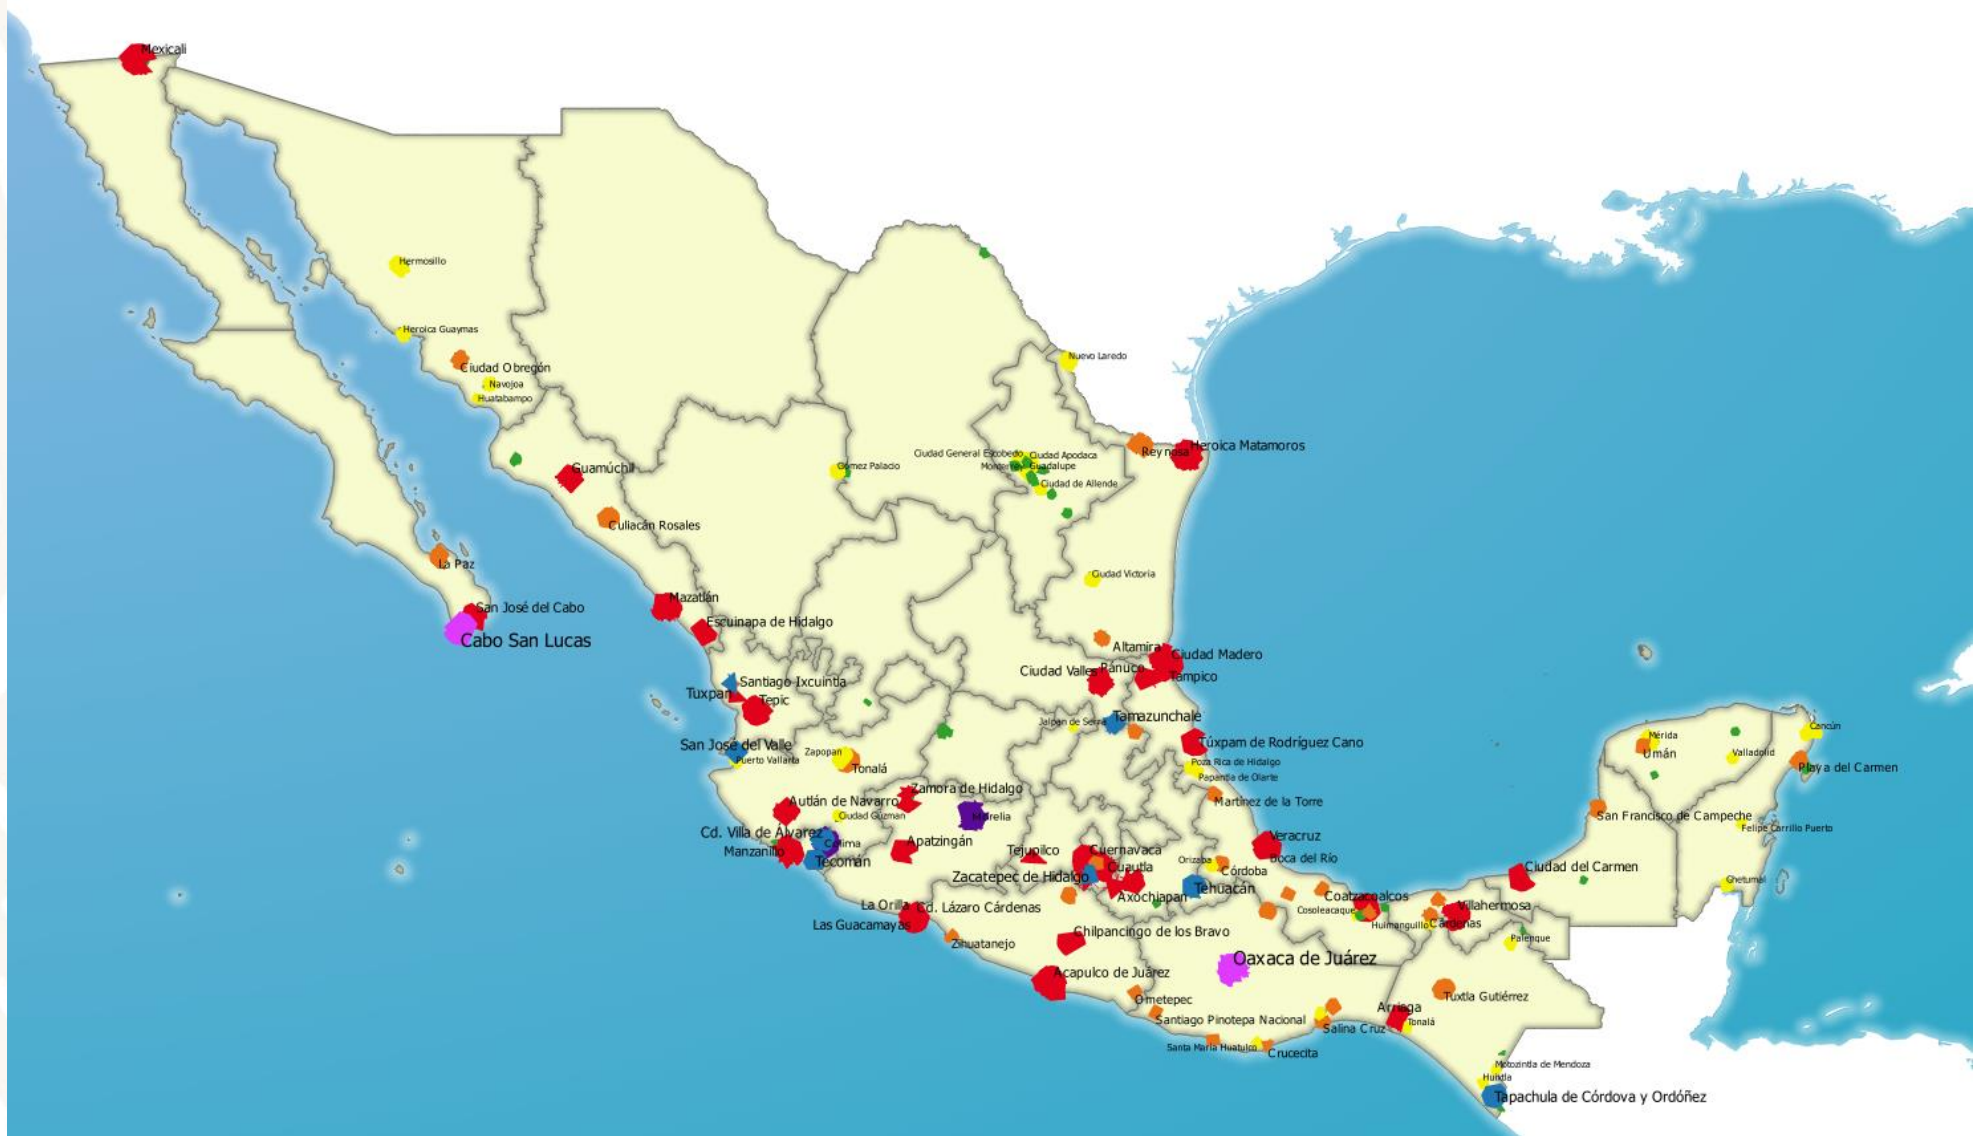 Mexicali
Hermosillo
Heroica Guaymas
Ciudad Obregón
Navojoa
Huatabampo
Nuevo Laredo
Guamúchil
Gómez Palacio
Ciudad General Escobedo
Ciudad Apodaca
Monterrey
Guadalupe
Ciudad de Allende
Reynosa
Heroica Matamoros
Culiacán Rosales
La Paz
Ciudad Victoria
San José del Cabo
Cabo San Lucas
Mazatlán
Escuinapa de Hidalgo
Altamira
Ciudad Madero
Ciudad Valles
Pánuco
Tampico
Santiago Ixcuintla
Tuxpan
Tepic
Jalpan de Serra
Tamazunchale
San José del Valle
Puerto Vallarta
Zapopan
Tonalá
Túxpam de Rodríguez Cano
Poza Rica de Hidalgo
Papantla de Olarte
Mérida
Umán
Valladolid
Cancún
Playa del Carmen
Autlán de Navarro
Zamora de Hidalgo
Ciudad Guzmán
Morelia
Martínez de la Torre
San Francisco de Campeche
Felipe Carrillo Puerto
Cd. Villa de Álvarez
Colima
Manzanillo
Tecomán
Apatzingán
Tejupilco
Cuernavaca
Cuautla
Zacatepec de Hidalgo
Axochiapan
Orizaba
Córdoba
Tehuacán
Veracruz
Boca del Río
Ciudad del Carmen
Chetumal
La Orilla
Cd. Lázaro Cárdenas
Las Guacamayas
Zihuatanejo
Chilpancingo de los Bravo
Coatzacoalcos
Cosoleacaque
Huimanguillo
Cárdenas
Villahermosa
Palenque
Acapulco de Juárez
Oaxaca de Juárez
Ometepec
Santiago Pinotepa Nacional
Santa María Huatulco
Crucecita
Salina Cruz
Arriaga
Tonalá
Tuxtla Gutiérrez
Motozintla de Mendoza
Huixtla
Tapachula de Córdova y Ordóñez